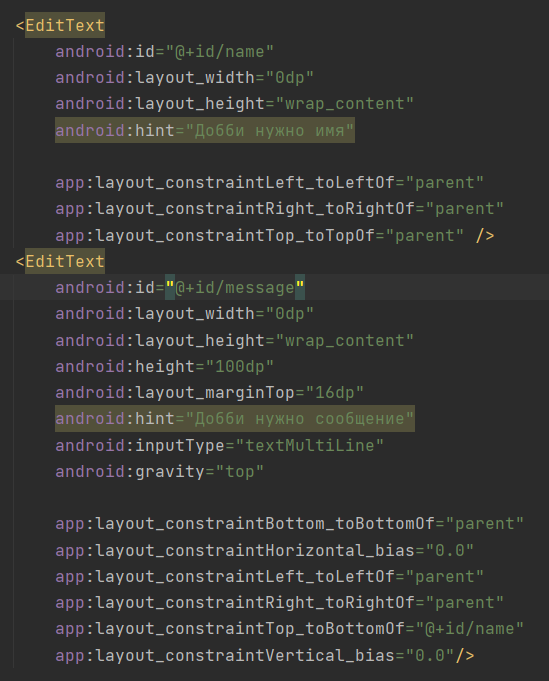 <EditText
android:id="@+id/name"
android:layout_width="0dp"
android:layout_height="wrap_content"
android:hint="Добби нужно имя"
app:layout_constraintLeft_toLeftOf="parent"
app:layout_constraintRight_toRightOf="parent"
app:layout_constraintTop_toTopOf="parent" />
<EditText
android:id="@+id/message"
android:layout_width="0dp"
android:layout_height="wrap_content"
android:height="100dp"
android:layout_marginTop="16dp"
android:hint="Добби нужно сообщение"
android:inputType="textMultiLine"
android:gravity="top"
app:layout_constraintBottom_toBottomOf="parent"
app:layout_constraintHorizontal_bias="0.0"
app:layout_constraintLeft_toLeftOf="parent"
app:layout_constraintRight_toRightOf="parent"
app:layout_constraintTop_toBottomOf="@+id/name"
app:layout_constraintVertical_bias="0.0"/>